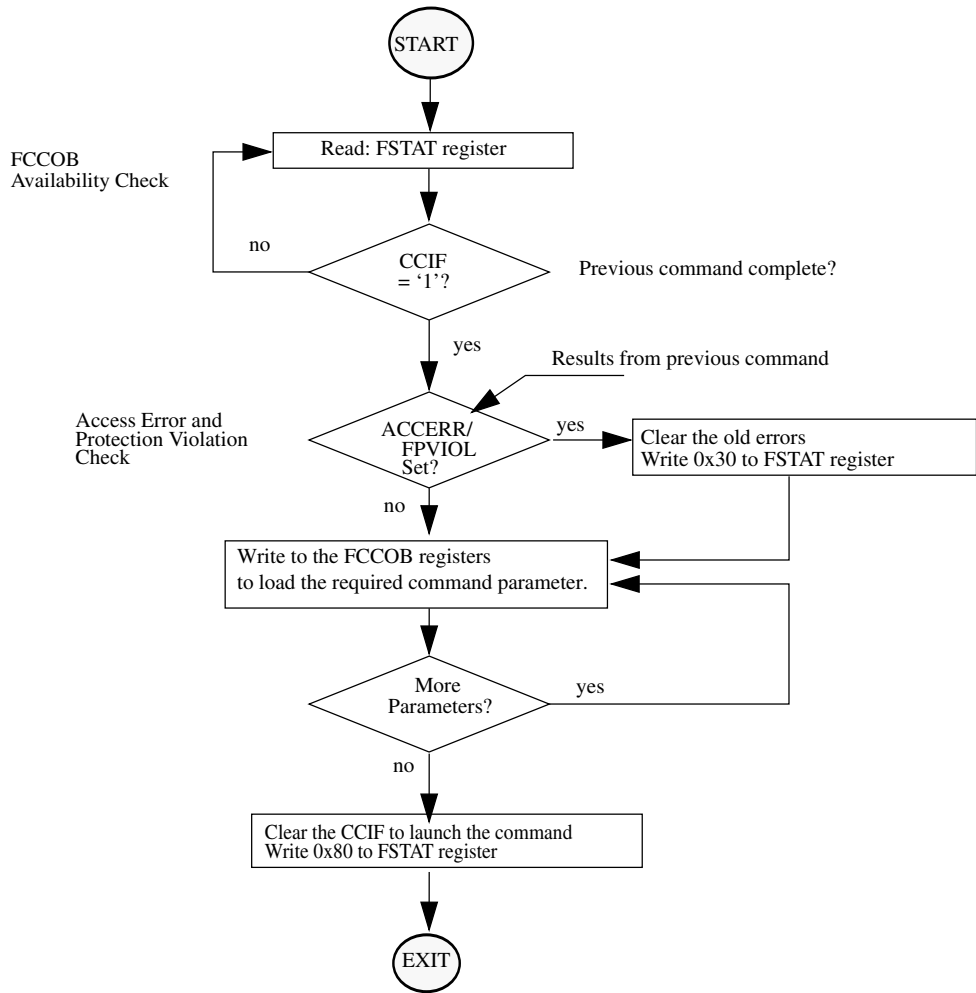 START
Read: FSTAT register
FCCOB
Availability Check
no
CCIF
= ‘1’?
Previous command complete?
yes
Results from previous command
Access Error and
Protection Violation
Check
ACCERR/
FPVIOL
Set?
yes
Clear the old errors
Write 0x30 to FSTAT register
no
Write to the FCCOB registers
to load the required command parameter.
More
Parameters?
yes
no
Clear the CCIF to launch the command
Write 0x80 to FSTAT register
EXIT